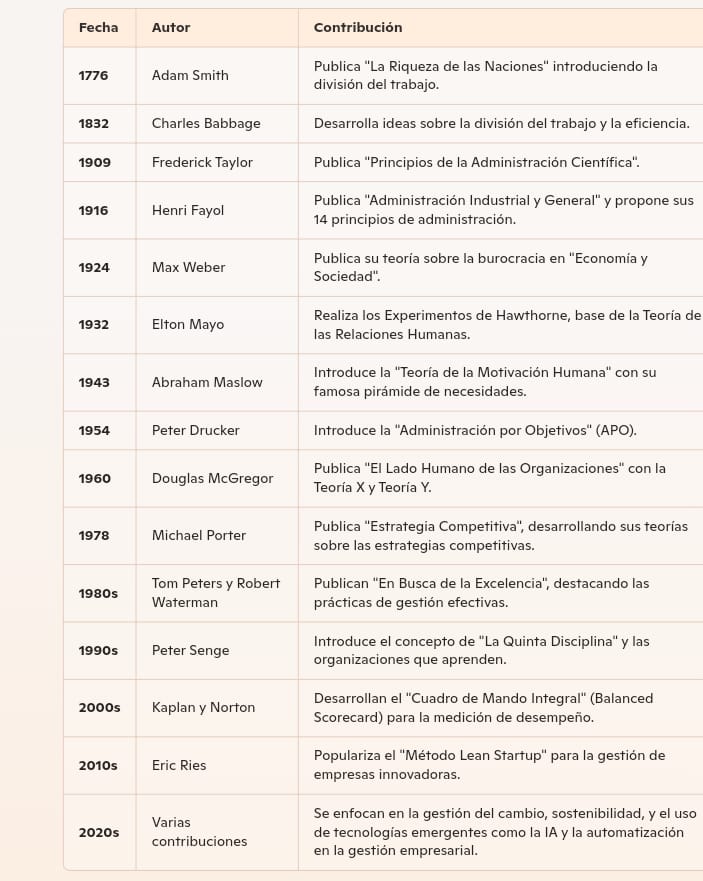 Fecha Autor Contribución
1776 Adam Smith Publica "La Riqueza de las Naciones" introduciendo la
división del trabajo.
1832 Charles Babbage Desarrolla ideas sobre la división del trabajo y la eficiencia.
1909 Frederick Taylor Publica "Principios de la Administración Científica".
1916 Henri Fayol Publica "Administración Industrial y General" y propone sus
14 principios de administración.
1924 Max Weber Publica su teoría sobre la burocracia en "Economía y
Sociedad".
1932 Elton Mayo Realiza los Experimentos de Hawthorne, base de la Teoría de
las Relaciones Humanas.
1943 Abraham Maslow Introduce la "Teoría de la Motivación Humana" con su
famosa pirámide de necesidades.
1954 Peter Drucker Introduce la "Administración por Objetivos" (APO).
1960 Douglas McGregor Publica "El Lado Humano de las Organizaciones" con la
Teoría X y Teoría Y.
1978 Michael Porter Publica "Estrategia Competitiva", desarrollando sus teorías
sobre las estrategias competitivas.
1980s Tom Peters y Robert Publican "En Busca de la Excelencia", destacando las
Waterman prácticas de gestión efectivas.
1990s Peter Senge Introduce el concepto de "La Quinta Disciplina" y las
organizaciones que aprenden.
2000s Kaplan y Norton Desarrollan el "Cuadro de Mando Integral" (Balanced
Scorecard) para la medición de desempeño.
2010s Eric Ries Populariza el "Método Lean Startup" para la gestión de
empresas innovadoras.
2020s Varias Se enfocan en la gestión del cambio, sostenibilidad, y el uso
contribuciones de tecnologías emergentes como la IA y la automatización
en la gestión empresarial.